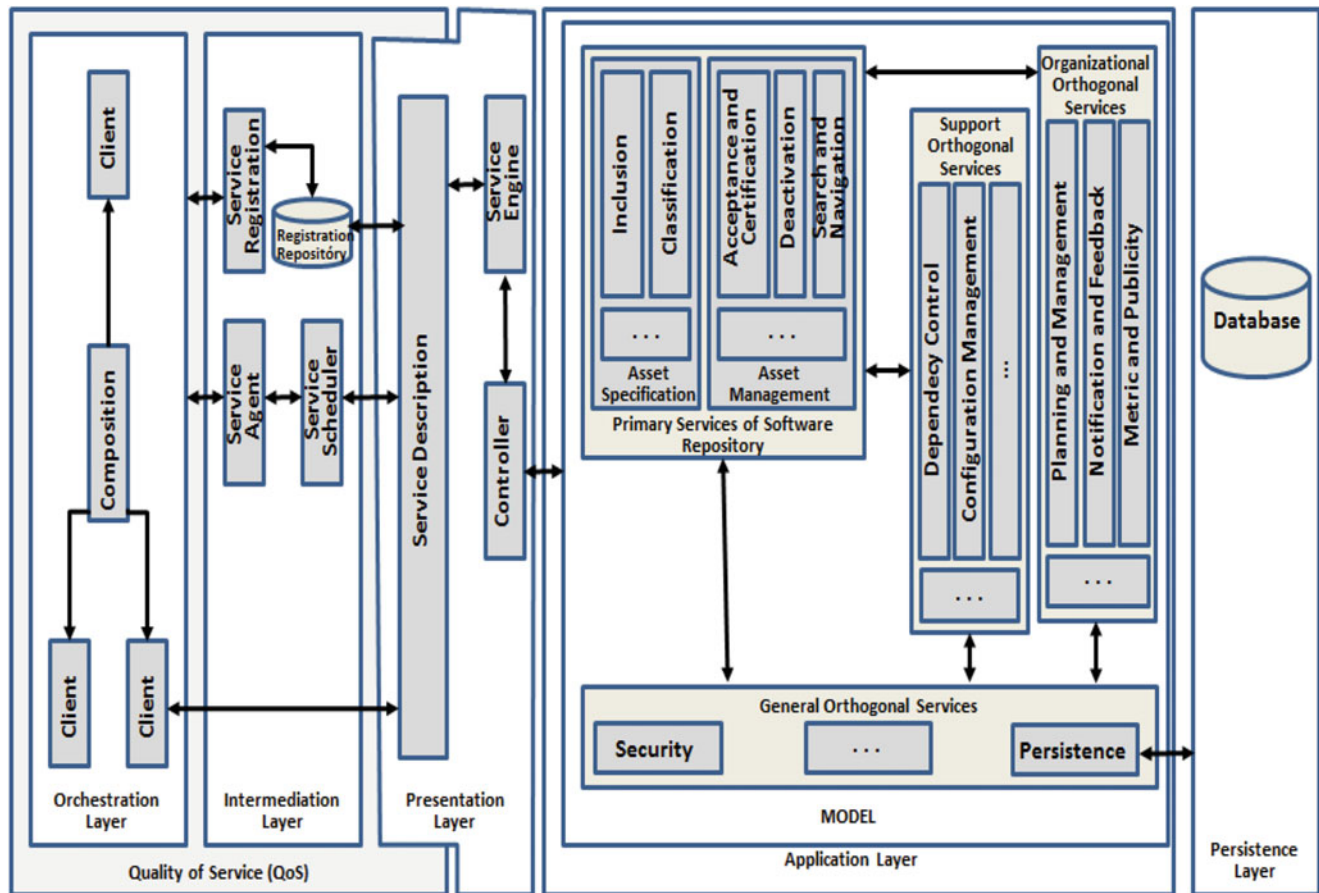 Client
Composition
Client
Client
Orchestration
Layer
Service
Registration
Registration
Repositóry
Service
Agent
Service
Scheduler
Intermediation
Layer
Quality of Service (QoS)
Service Description
Service
Engine
Controller
Presentation
Layer
Inclusion
Classification
...
Asset
Specification
Acceptance and
Certification
Deactivation
Search and
Navigation
...
Asset
Management
Primary Services of Software
Repository
Support
Orthogonal
Services
Dependecy Control
Configuration Management
...
...
Organizational
Orthogonal
Services
Planning and Management
Notification and Feedback
Metric and Publicity
...
General Orthogonal Services
Security
...
Persistence
MODEL
Application Layer
Database
Persistence
Layer